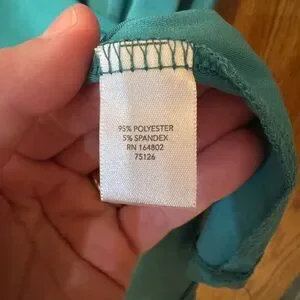 95% POLYESTER
5% SPANDEX
RN 164802
75126